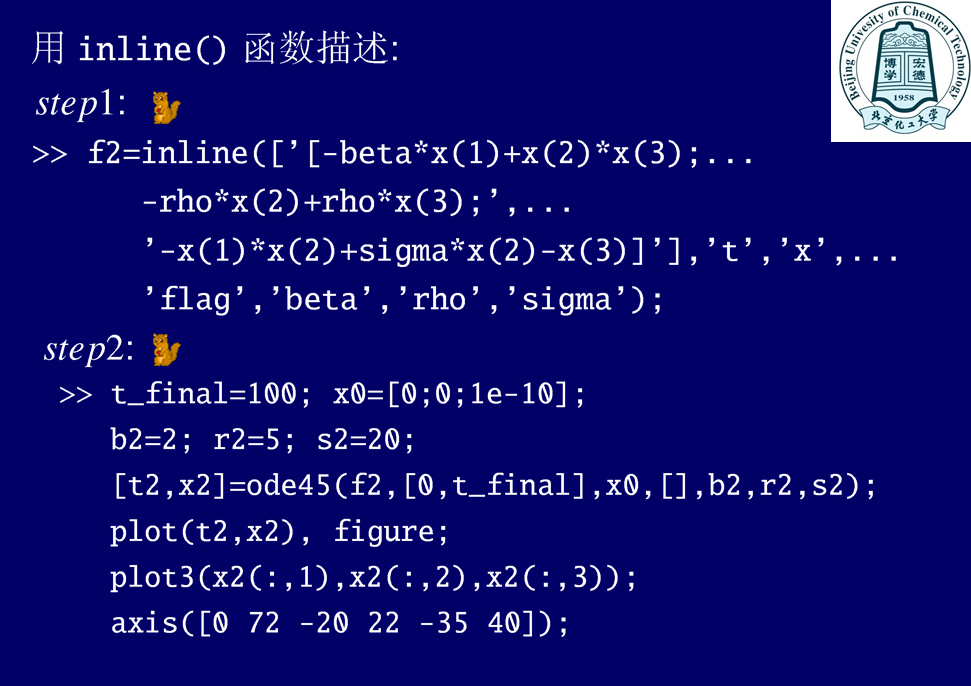 用 inline() 函数描述:
step1:
>> f2=inline(['[-beta*x(1)+x(2)*x(3);...
-rho*x(2)+rho*x(3);',...
'-x(1)*x(2)+sigma*x(2)-x(3)]'],'t','x',...
'flag','beta','rho','sigma');
step2:
>> t_final=100; x0=[0;0;1e-10];
b2=2; r2=5; s2=20;
[t2,x2]=ode45(f2,[0,t_final],x0,[],b2,r2,s2);
plot(t2,x2), figure;
plot3(x2(:,1),x2(:,2),x2(:,3));
axis([0 72 -20 22 -35 40]);
Beijing University of Chemical Technology
博学 宏德
1958
北京化工大学